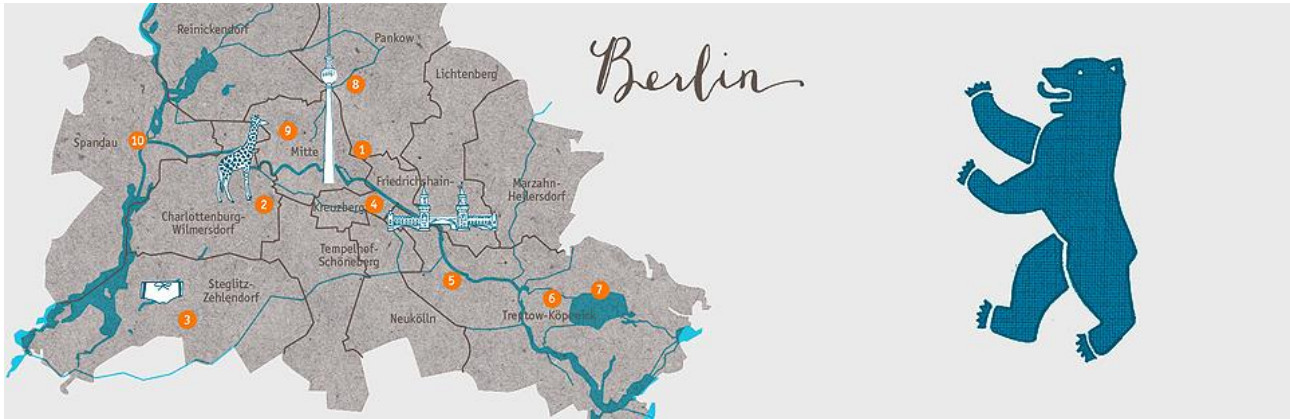 Reinickendorf
Pankow
Lichtenberg
Berlin
8
9
10
Spandau
Mitte
1
Friedrichshain-
Marzahn-
Hellersdorf
2
Kreuzberg
4
Charlottenburg-
Wilmersdorf
Tempelhof-
Schöneberg
5
Steglitz-
Zehlendorf
6
7
3
Neukölln
Treptow-Köpenick